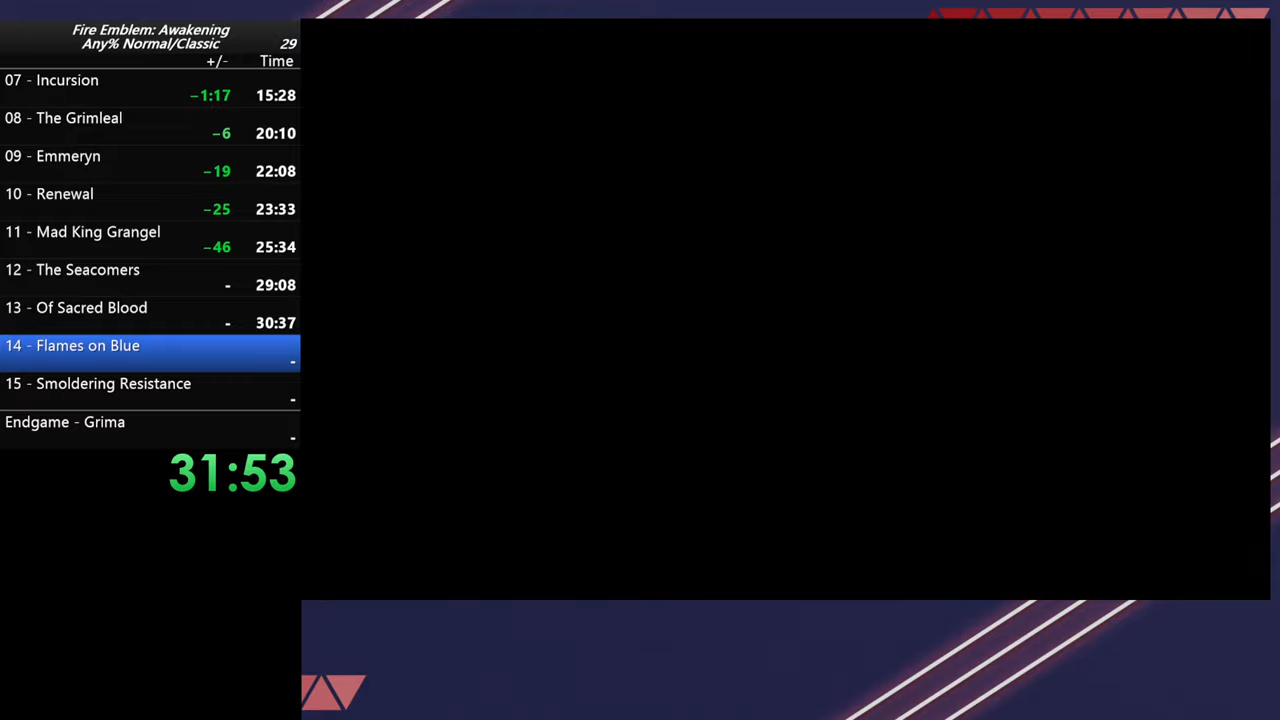 Fire Emblem: Awakening
Any% Normal/Classic 29
+/- Time
07 - Incursion
-1:17 15:28
08 - The Grimleal
-6 20:10
09 - Emmeryn
-19 22:08
10 - Renewal
-25 23:33
11 - Mad King Grangel
-46 25:34
12 - The Seacomers
- 29:08
13 - Of Sacred Blood
- 30:37
14 - Flames on Blue
-
15 - Smoldering Resistance
-
Endgame - Grima
-
31:53